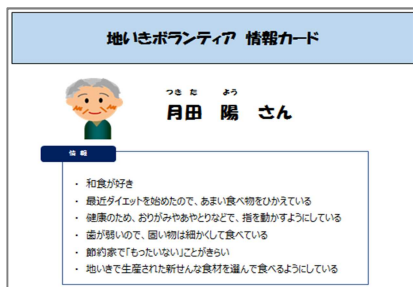 地いきボランティア 情報カード
つき だ よう
月田 陽 さん
情 報
・ 和食が好き
・ 最近ダイエットを始めたので、あまい食べ物をひかえている
・ 健康のため、おりがみやあやとりなどで、指を動かすようにしている
・ 歯が弱いので、固い物は細かくして食べている
・ 節約家で「もったいない」ことがきらい
・ 地いきで生産された新せんな食材を選んで食べるようにしている